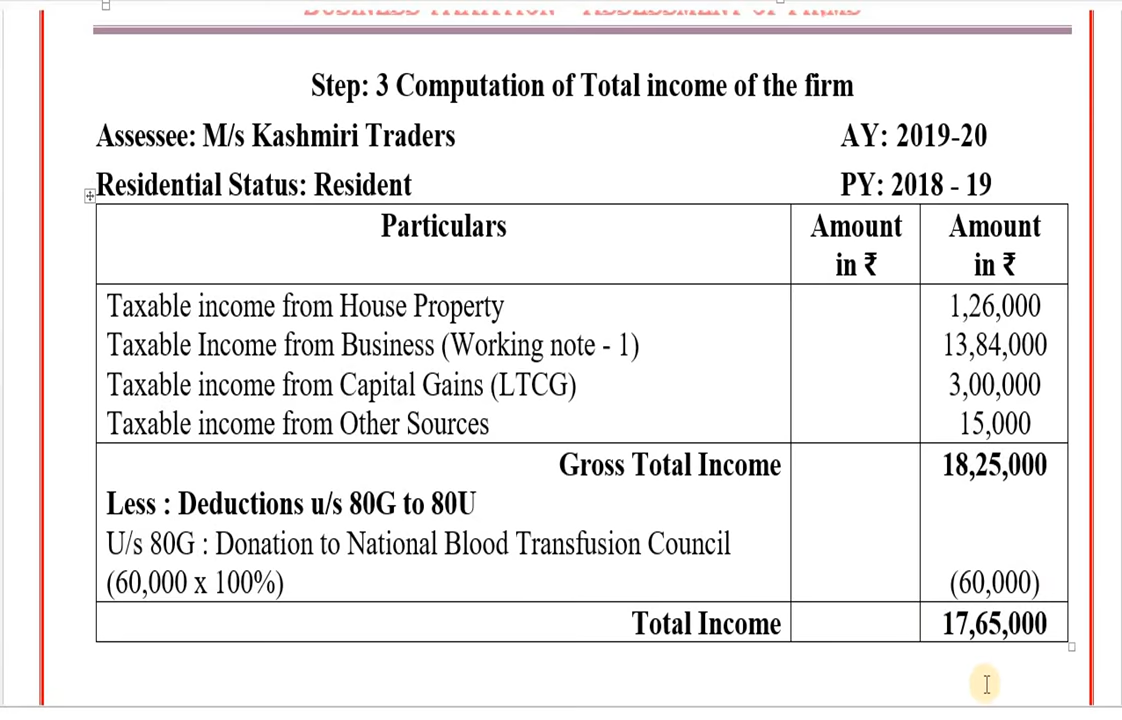 Step: 3 Computation of Total income of the firm
Assessee: M/s Kashmiri Traders AY: 2019-20
Residential Status: Resident PY: 2018 - 19
Particulars Amount in ₹ Amount in ₹
Taxable income from House Property 1,26,000
Taxable Income from Business (Working note - 1) 13,84,000
Taxable income from Capital Gains (LTCG) 3,00,000
Taxable income from Other Sources 15,000
Gross Total Income 18,25,000
Less : Deductions u/s 80G to 80U
U/s 80G : Donation to National Blood Transfusion Council
(60,000 x 100%) (60,000)
Total Income 17,65,000